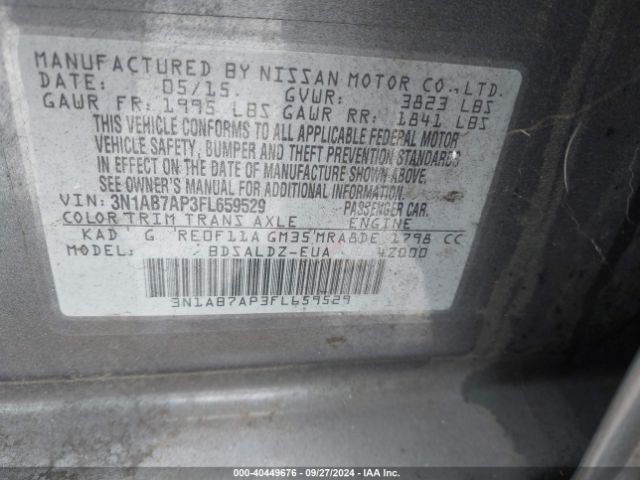 MANUFACTURED BY NISSAN MOTOR CO., LTD.
DATE: 05/15 GVWR: 3823 LBS
GAWR FR: 1995 LBS GAWR RR: 1841 LBS
THIS VEHICLE CONFORMS TO ALL APPLICABLE FEDERAL MOTOR
VEHICLE SAFETY, BUMPER AND THEFT PREVENTION STANDARDS
IN EFFECT ON THE DATE OF MANUFACTURE SHOWN ABOVE.
SEE OWNER'S MANUAL FOR ADDITIONAL INFORMATION.
VIN: 3N1AB7AP3FL659529 PASSENGER CAR.
COLOR TRIM TRANS AXLE ENGINE
KAD G RE0F11A GM35 MRA8DE 1798 CC
MODEL: BDSALDZ-EUA 4Z000
3N1AB7AP3FL659529
000-40449676 - 09/27/2024 - IAAI.COM